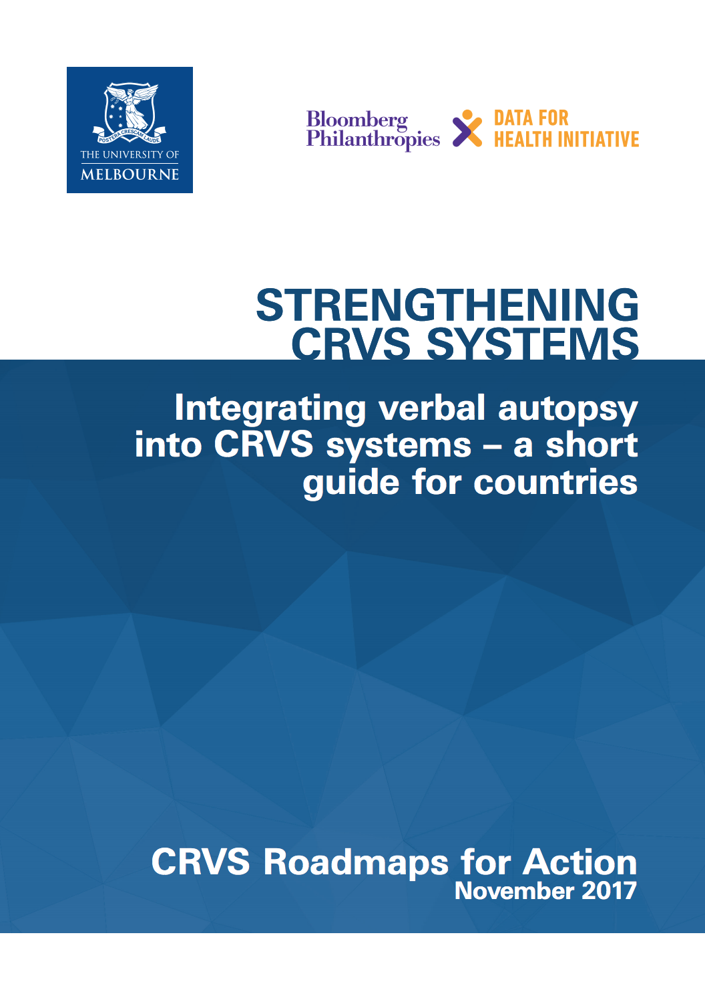 POSTERA CRESCAM LAUDE
THE UNIVERSITY OF
MELBOURNE
Bloomberg
Philanthropies
DATA FOR
HEALTH INITIATIVE
STRENGTHENING
CRVS SYSTEMS
Integrating verbal autopsy
into CRVS systems – a short
guide for countries
CRVS Roadmaps for Action
November 2017